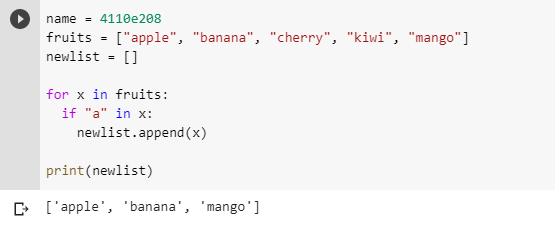 name = 4110e208
fruits = ["apple", "banana", "cherry", "kiwi", "mango"]
newlist = []

for x in fruits:
  if "a" in x:
    newlist.append(x)

print(newlist)

['apple', 'banana', 'mango']